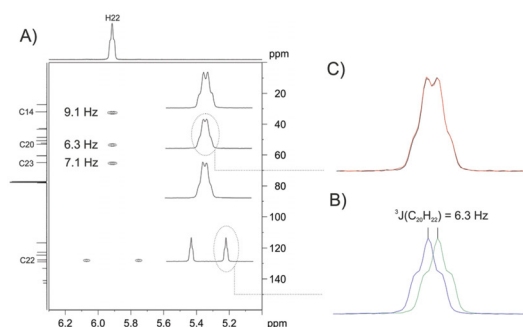 A)
H22
ppm
C14
9.1 Hz
20
40
C20
6.3 Hz
60
C23
7.1 Hz
80
100
120
C22
140
6.2 6.0 5.8 5.6 5.4 5.2 ppm
C)
B)
³J(C₂₀H₂₂) = 6.3 Hz